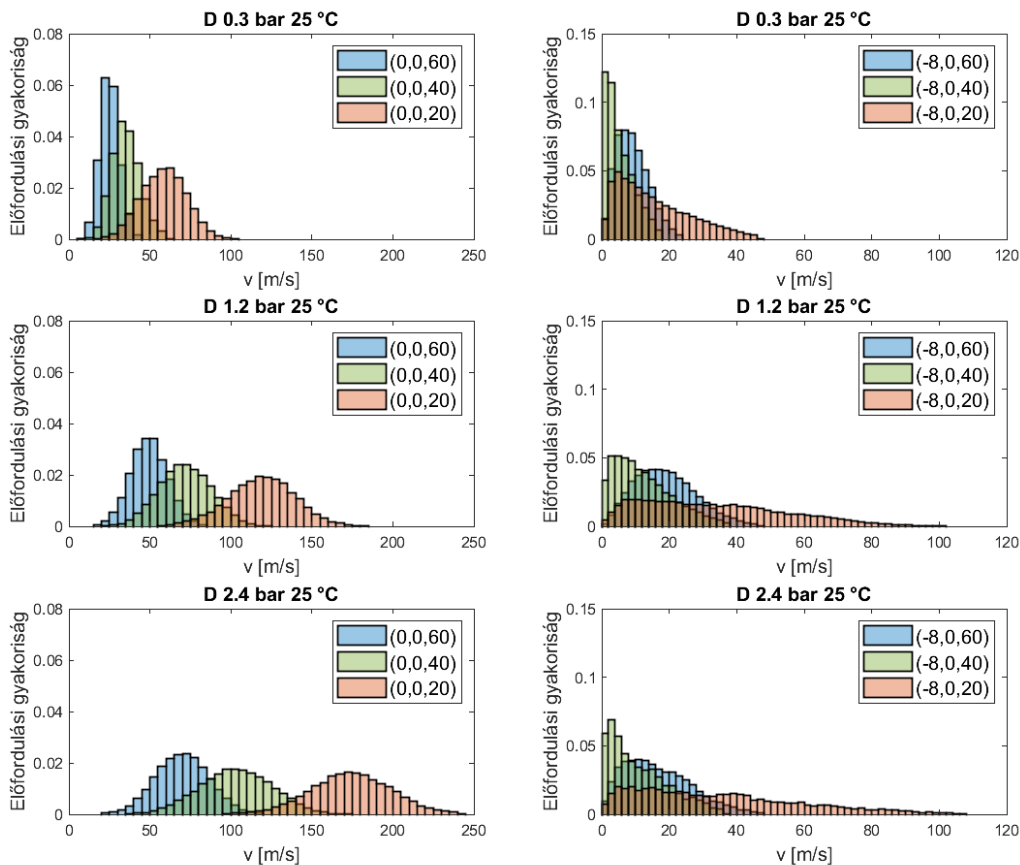 D 0.3 bar 25 °C
Előfordulási gyakoriság
0.08
0.06
0.04
0.02
0
(0,0,60)
(0,0,40)
(0,0,20)
0 50 100 150 200 250
v [m/s]
D 0.3 bar 25 °C
Előfordulási gyakoriság
0.15
0.1
0.05
0
(-8,0,60)
(-8,0,40)
(-8,0,20)
0 20 40 60 80 100 120
v [m/s]
D 1.2 bar 25 °C
Előfordulási gyakoriság
0.08
0.06
0.04
0.02
0
(0,0,60)
(0,0,40)
(0,0,20)
0 50 100 150 200 250
v [m/s]
D 1.2 bar 25 °C
Előfordulási gyakoriság
0.15
0.1
0.05
0
(-8,0,60)
(-8,0,40)
(-8,0,20)
0 20 40 60 80 100 120
v [m/s]
D 2.4 bar 25 °C
Előfordulási gyakoriság
0.08
0.06
0.04
0.02
0
(0,0,60)
(0,0,40)
(0,0,20)
0 50 100 150 200 250
v [m/s]
D 2.4 bar 25 °C
Előfordulási gyakoriság
0.15
0.1
0.05
0
(-8,0,60)
(-8,0,40)
(-8,0,20)
0 20 40 60 80 100 120
v [m/s]